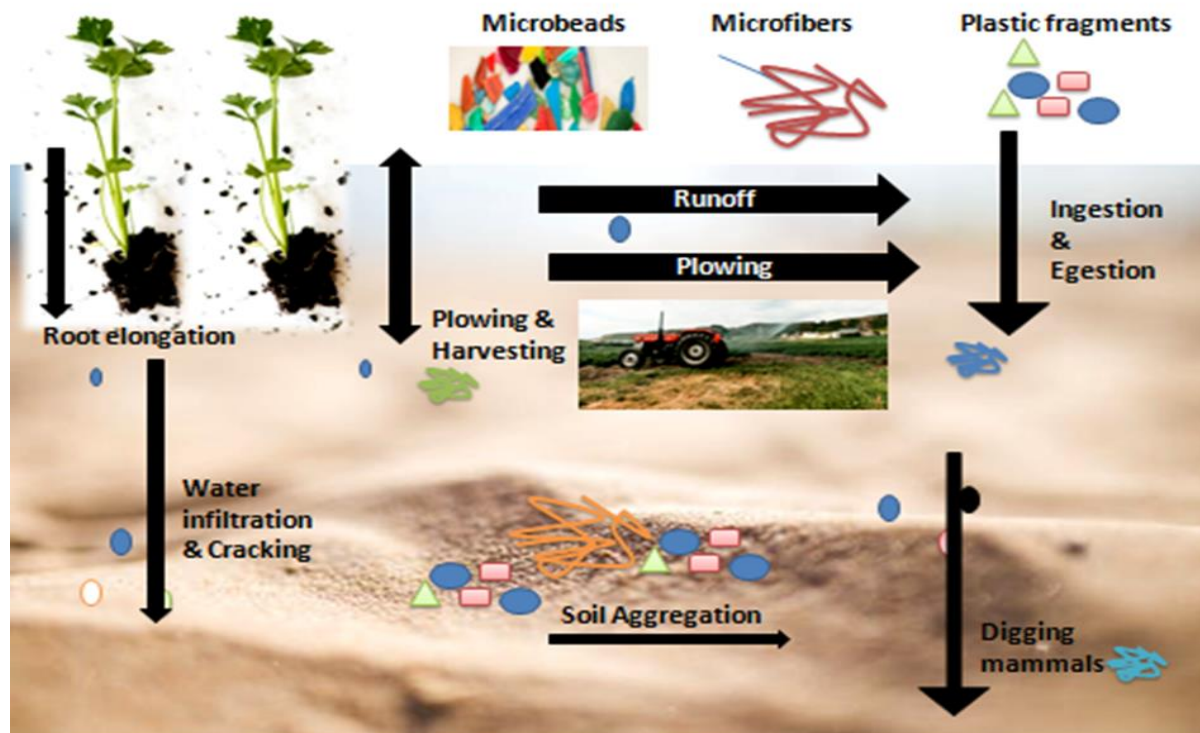 Microbeads
Microfibers
Plastic fragments
Runoff
Ingestion
&
Egestion
Plowing
Root elongation
Plowing &
Harvesting
Water
infiltration
& Cracking
Soil Aggregation
Digging
mammals